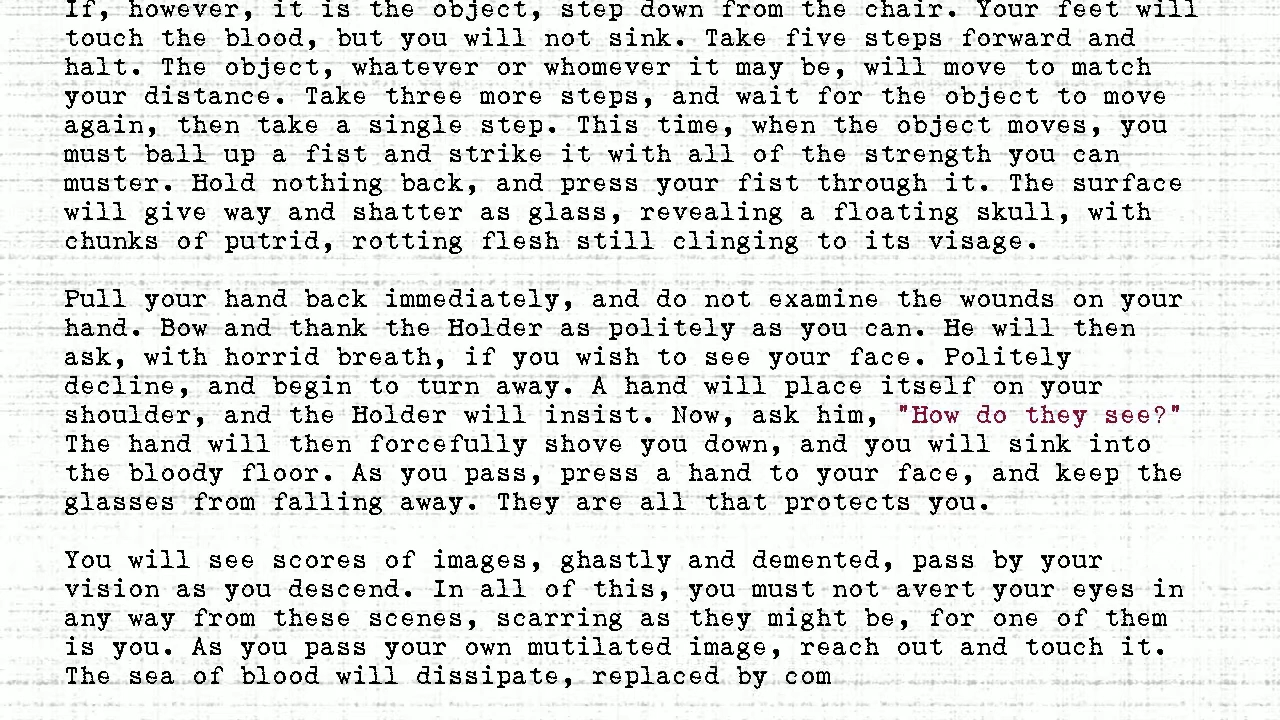 If, however, it is the object, step down from the chair. Your feet will
touch the blood, but you will not sink. Take five steps forward and
halt. The object, whatever or whomever it may be, will move to match
your distance. Take three more steps, and wait for the object to move
again, then take a single step. This time, when the object moves, you
must ball up a fist and strike it with all of the strength you can
muster. Hold nothing back, and press your fist through it. The surface
will give way and shatter as glass, revealing a floating skull, with
chunks of putrid, rotting flesh still clinging to its visage.
Pull your hand back immediately, and do not examine the wounds on your
hand. Bow and thank the Holder as politely as you can. He will then
ask, with horrid breath, if you wish to see your face. Politely
decline, and begin to turn away. A hand will place itself on your
shoulder, and the Holder will insist. Now, ask him, "How do they see?"
The hand will then forcefully shove you down, and you will sink into
the bloody floor. As you pass, press a hand to your face, and keep the
glasses from falling away. They are all that protects you.
You will see scores of images, ghastly and demented, pass by your
vision as you descend. In all of this, you must not avert your eyes in
any way from these scenes, scarring as they might be, for one of them
is you. As you pass your own mutilated image, reach out and touch it.
The sea of blood will dissipate, replaced by com